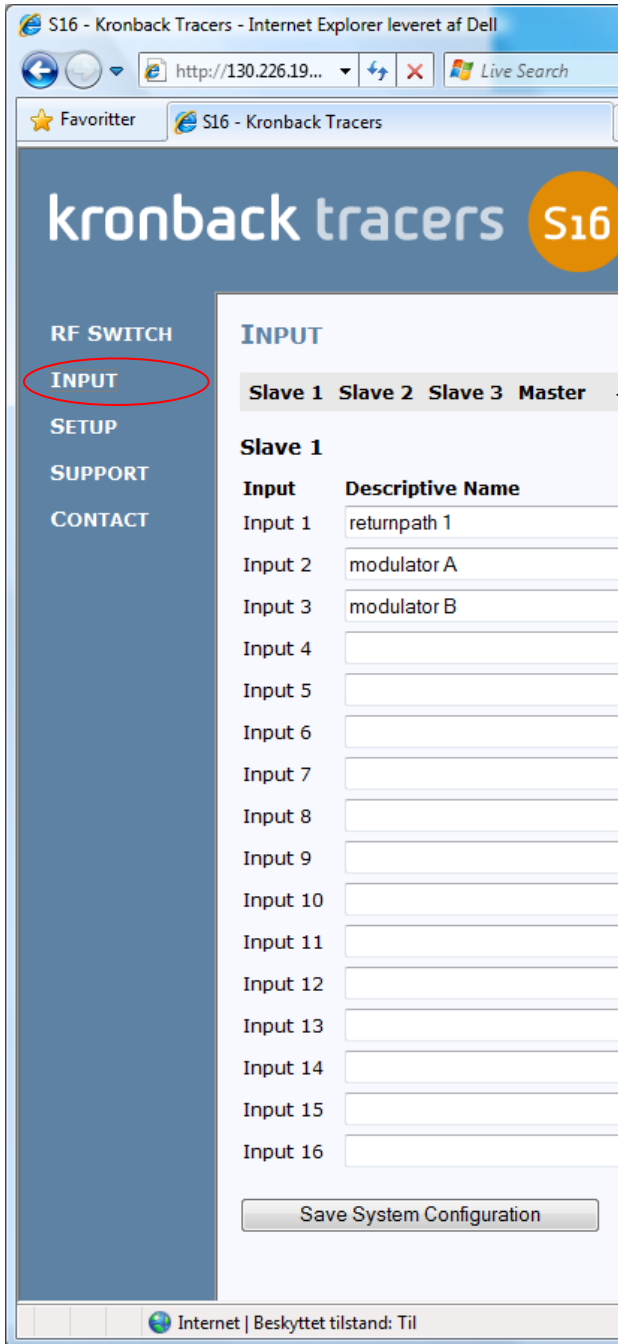 S16 - Kronback Tracers - Internet Explorer leveret af Dell
http://130.226.19... Live Search
Favoritter S16 - Kronback Tracers
kronback tracers S16
RF SWITCH
INPUT
SETUP
SUPPORT
CONTACT
INPUT
Slave 1 Slave 2 Slave 3 Master
Slave 1
Input Descriptive Name
Input 1 returnpath 1
Input 2 modulator A
Input 3 modulator B
Input 4
Input 5
Input 6
Input 7
Input 8
Input 9
Input 10
Input 11
Input 12
Input 13
Input 14
Input 15
Input 16
Save System Configuration
Internet | Beskyttet tilstand: Til